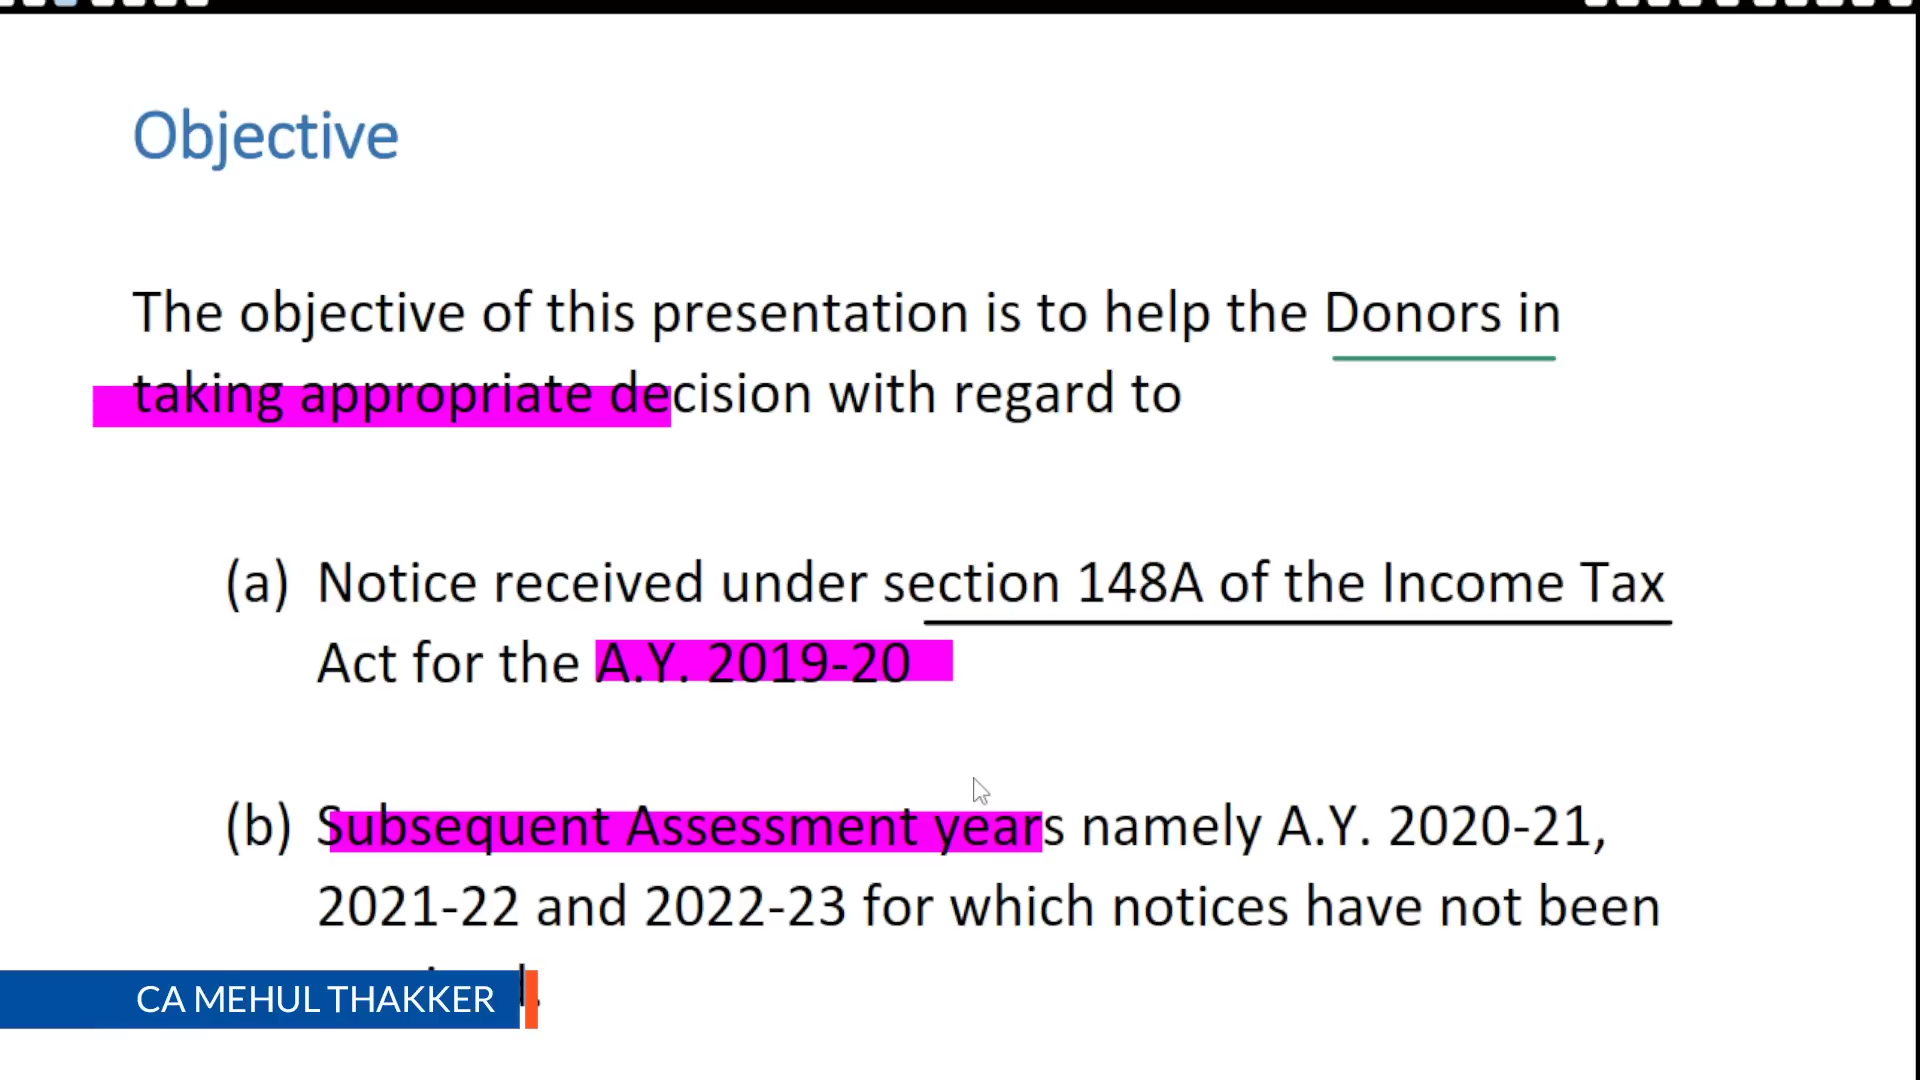 Objective
The objective of this presentation is to help the Donors in
taking appropriate decision with regard to
(a) Notice received under section 148A of the Income Tax
Act for the A.Y. 2019-20
(b) Subsequent Assessment years namely A.Y. 2020-21,
2021-22 and 2022-23 for which notices have not been
CA MEHUL THAKKER